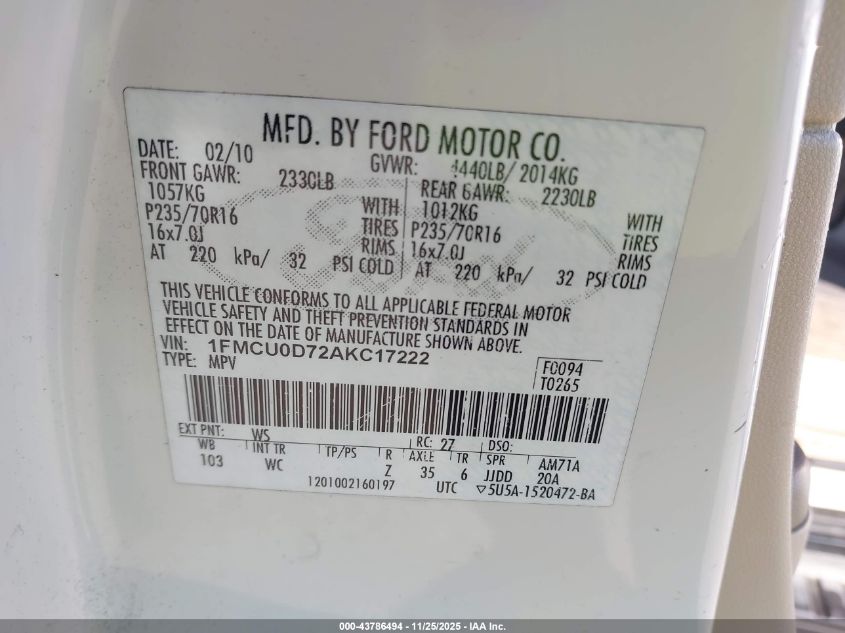 MFD. BY FORD MOTOR CO.
DATE: 02/10 GVWR: 4440LB/ 2014KG
FRONT GAWR: 2330LB REAR GAWR: 2230LB
1057KG WITH 1012KG WITH
P235/70R16 TIRES P235/70R16 TIRES
16x7.0J RIMS 16x7.0J RIMS
AT 220 kPa/ 32 PSI COLD AT 220 kPa/ 32 PSI COLD
Ford
THIS VEHICLE CONFORMS TO ALL APPLICABLE FEDERAL MOTOR
VEHICLE SAFETY AND THEFT PREVENTION STANDARDS IN
EFFECT ON THE DATE OF MANUFACTURE SHOWN ABOVE.
VIN: 1FMCU0D72AKC17222
TYPE: MPV
F0094
T0265
EXT PNT: WS RC: 27 DSO:
WB INT TR TP/PS R AXLE TR SPR AM71A
103 WC Z 35 6 JJDD 20A
1201002160197 UTC ▽5U5A-1520472-BA
000-43786494 - 11/25/2025 - IAA Inc.